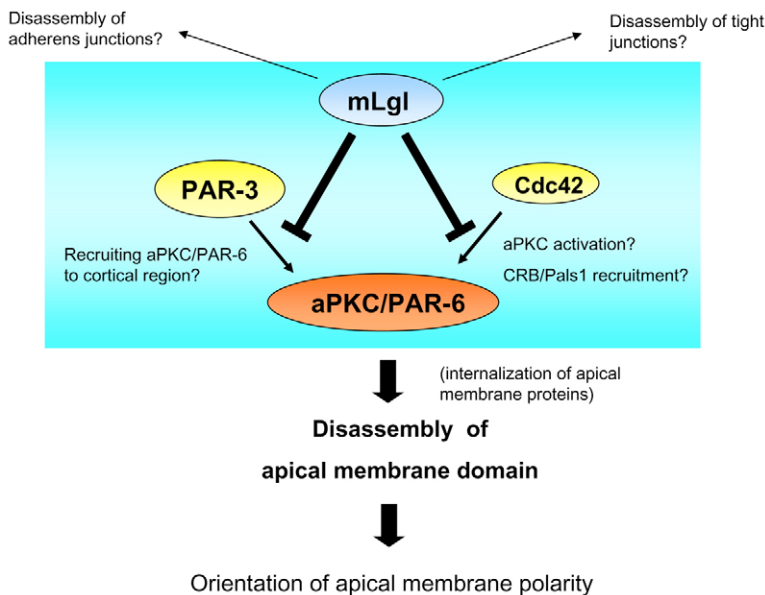 Disassembly of
adherens junctions?
Disassembly of tight
junctions?
mLgl
PAR-3
Cdc42
Recruiting aPKC/PAR-6
to cortical region?
aPKC activation?
CRB/Pals1 recruitment?
aPKC/PAR-6
(internalization of apical
membrane proteins)
Disassembly of
apical membrane domain
Orientation of apical membrane polarity